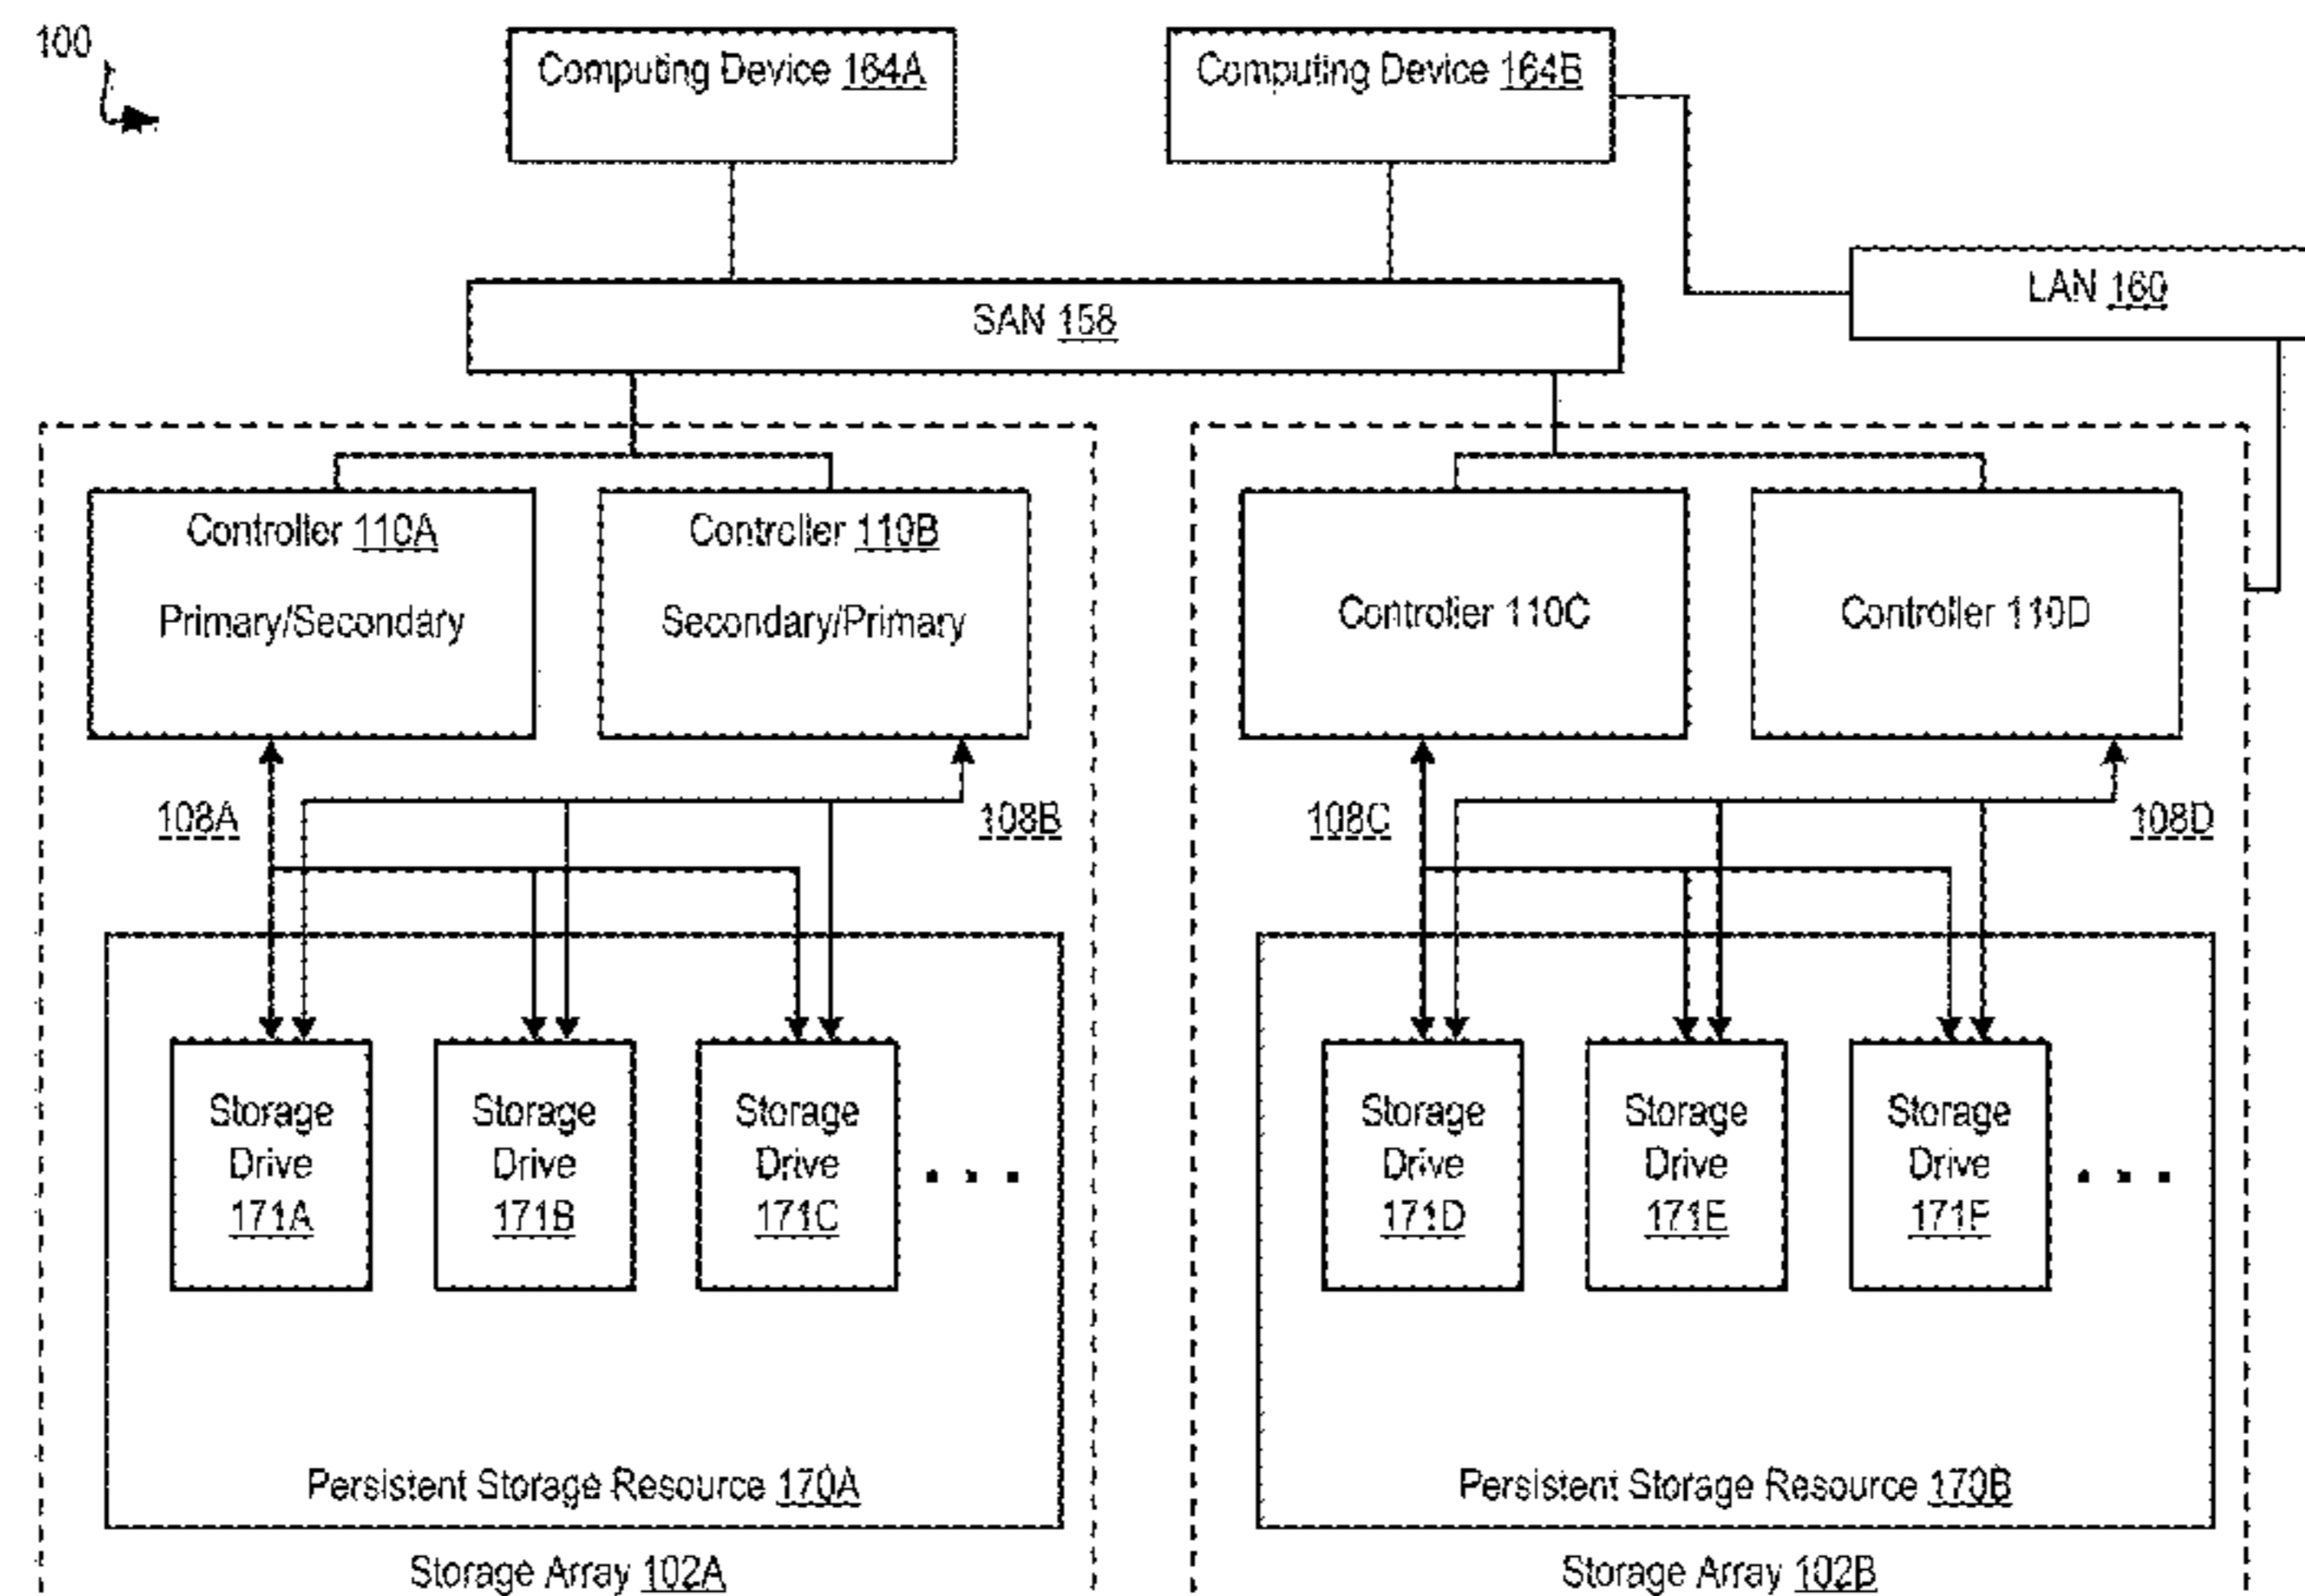 100
Computing Device 164A
Computing Device 164B
LAN 160
SAN 158
Controller 110A
Primary/Secondary
Controller 110B
Secondary/Primary
Controller 110C
Controller 110D
108A
108B
108C
108D
Storage
Drive
171A
Storage
Drive
171B
Storage
Drive
171C
. . .
Storage
Drive
171D
Storage
Drive
171E
Storage
Drive
171F
. . .
Persistent Storage Resource 170A
Persistent Storage Resource 170B
Storage Array 102A
Storage Array 102B